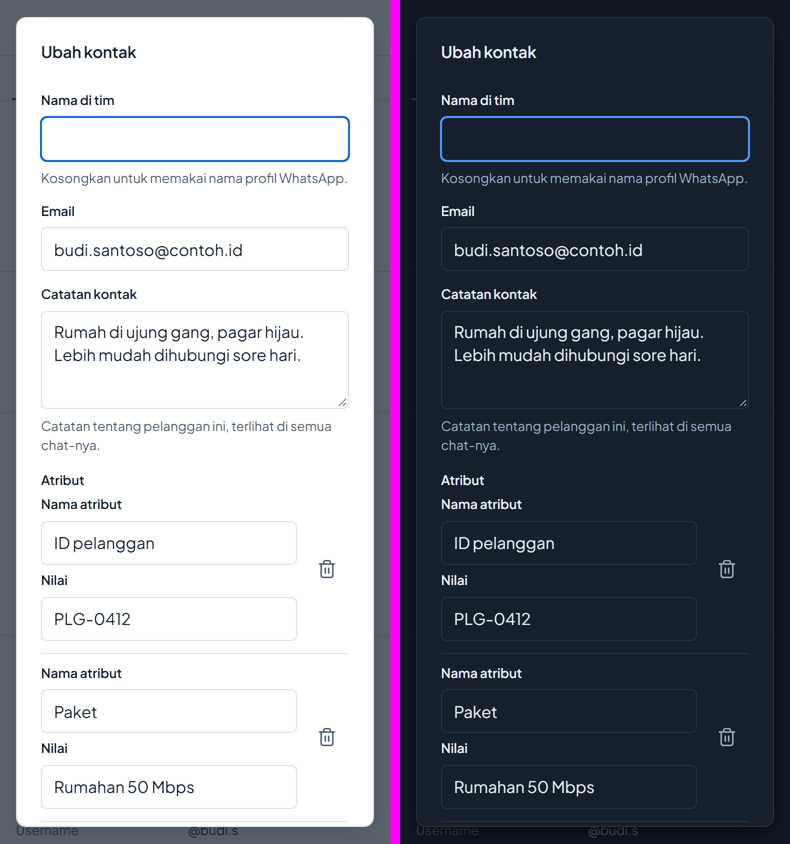 Ubah kontak
Nama di tim
Kosongkan untuk memakai nama profil WhatsApp.
Email
budi.santoso@contoh.id
Catatan kontak
Rumah di ujung gang, pagar hijau.
Lebih mudah dihubungi sore hari.
Catatan tentang pelanggan ini, terlihat di semua
chat-nya.
Atribut
Nama atribut
ID pelanggan
Nilai
PLG-0412
Nama atribut
Paket
Nilai
Rumahan 50 Mbps
Username @budi.s
Ubah kontak
Nama di tim
Kosongkan untuk memakai nama profil WhatsApp.
Email
budi.santoso@contoh.id
Catatan kontak
Rumah di ujung gang, pagar hijau.
Lebih mudah dihubungi sore hari.
Catatan tentang pelanggan ini, terlihat di semua
chat-nya.
Atribut
Nama atribut
ID pelanggan
Nilai
PLG-0412
Nama atribut
Paket
Nilai
Rumahan 50 Mbps
Username @budi.s